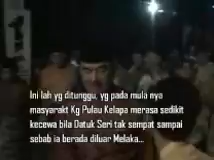 Ini lah yg ditunggu, yg pada mula nya
masyarakt Kg Pulau Kelapa merasa sedikit
kecewa bila Datuk Seri tak sempat sampai
sebab ia berada diluar Melaka...